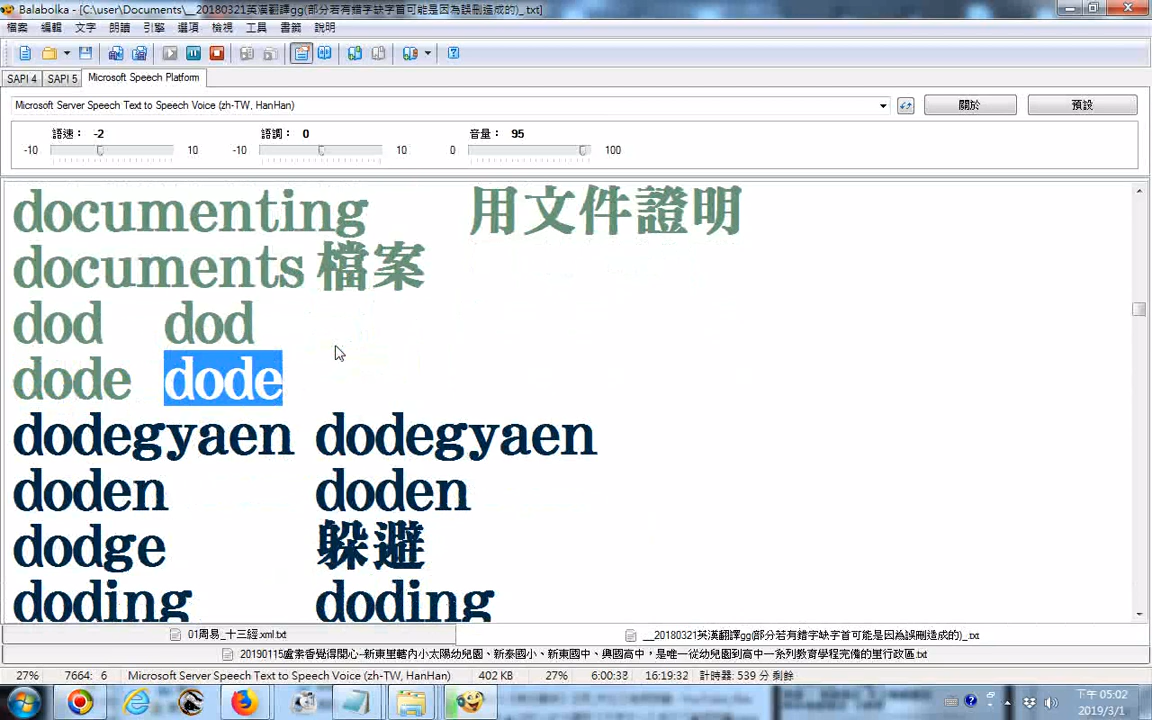 Balabolka - [C:\user\Documents\__20180321英漢翻譯gg(部分若有錯字缺字首可能是因為誤刪造成的)_.txt]
檔案 編輯 文字 朗讀 引擎 選項 檢視 工具 書籤 說明
SAPI 4 SAPI 5 Microsoft Speech Platform
Microsoft Server Speech Text to Speech Voice (zh-TW, HanHan) 關於 預設
語速： -2 語調： 0 音量： 95
-10 10 -10 10 0 100
documenting 用文件證明
documents 檔案
dod dod
dode dode
dodegyaen dodegyaen
doden doden
dodge 躲避
doding doding
01周易_十三經.xml.txt __20180321英漢翻譯gg(部分若有錯字缺字首可能是因為誤刪造成的)_.txt
20190115盧素香覺得開心-新東里轄內小太陽幼兒園、新泰國小、新東國中、興國高中，是唯一從幼兒園到高中一系列教育學程完備的里行政區.txt
27% 7664: 6 Microsoft Server Speech Text to Speech Voice (zh-TW, HanHan) 402 KB 27% 6:00:33 16:19:32 計時器: 539 分 剩餘
下午 05:02
2019/3/1